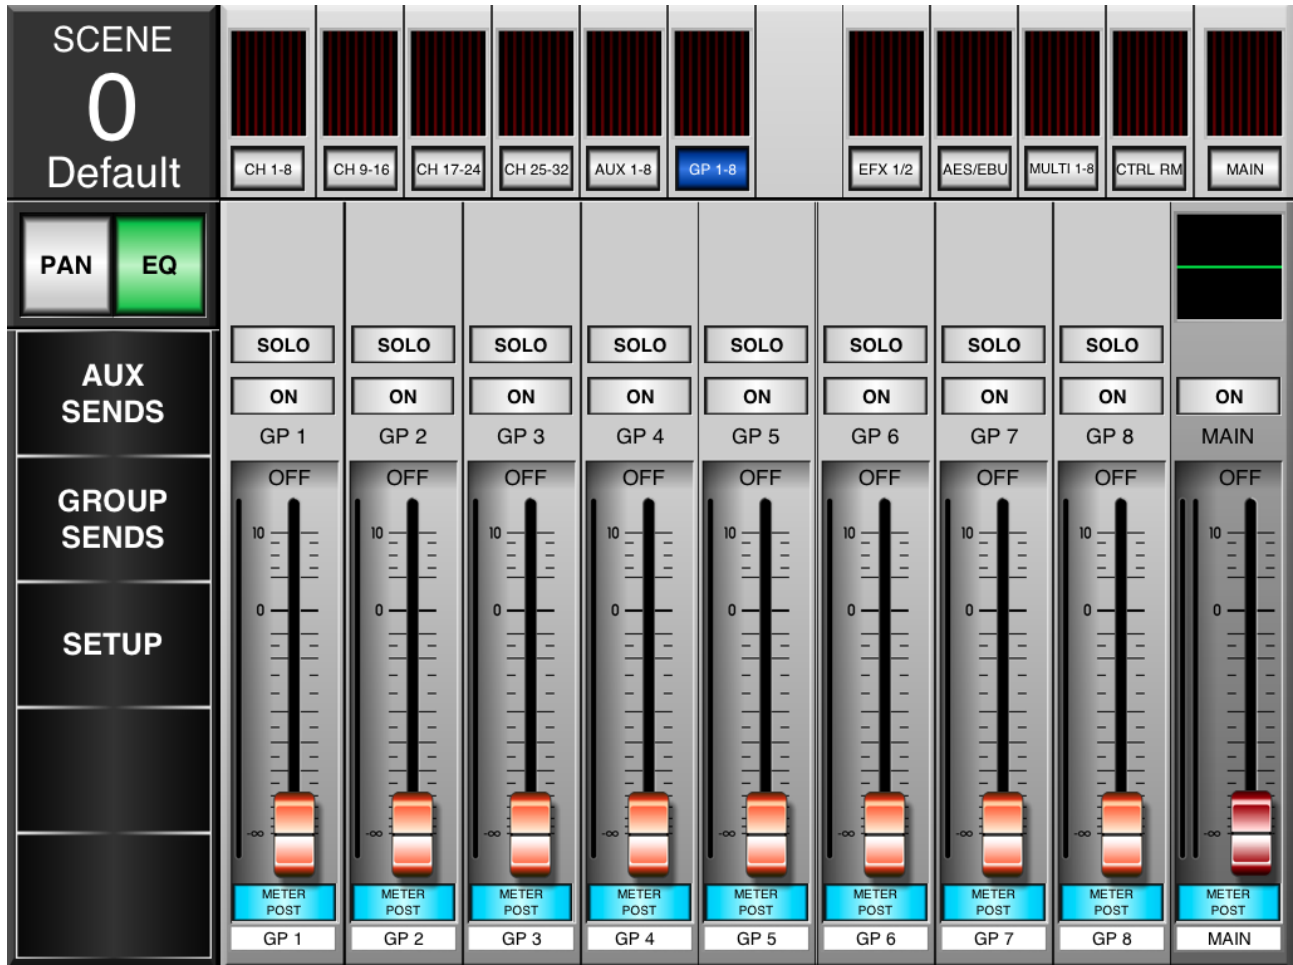 SCENE
0
Default
CH 1-8 CH 9-16 CH 17-24 CH 25-32 AUX 1-8 GP 1-8 EFX 1/2 AES/EBU MULTI 1-8 CTRL RM MAIN
PAN EQ
AUX
SENDS
GROUP
SENDS
SETUP
SOLO SOLO SOLO SOLO SOLO SOLO SOLO SOLO
ON ON ON ON ON ON ON ON ON
GP 1 GP 2 GP 3 GP 4 GP 5 GP 6 GP 7 GP 8 MAIN
OFF OFF OFF OFF OFF OFF OFF OFF OFF
10 10 10 10 10 10 10 10 10
0 0 0 0 0 0 0 0 0
-∞ -∞ -∞ -∞ -∞ -∞ -∞ -∞ -∞
METER METER METER METER METER METER METER METER METER
POST POST POST POST POST POST POST POST POST
GP 1 GP 2 GP 3 GP 4 GP 5 GP 6 GP 7 GP 8 MAIN